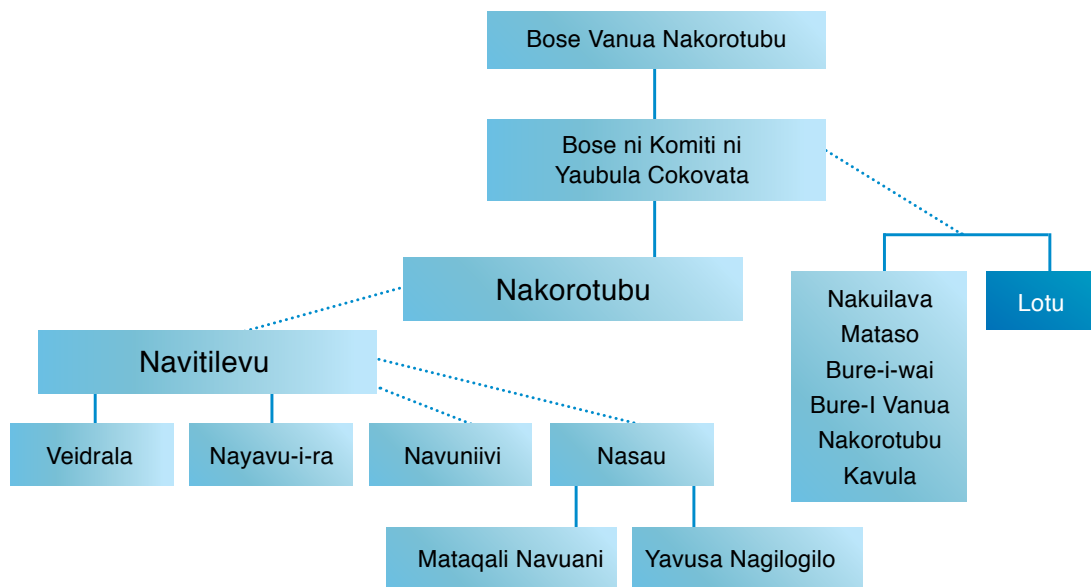 Bose Vanua Nakorotubu
Bose ni Komiti ni
Yaubula Cokovata
Nakorotubu
Nakuilava
Mataso
Bure-i-wai
Bure-I Vanua
Nakorotubu
Kavula
Lotu
Navitilevu
Veidrala
Nayavu-i-ra
Navuniivi
Nasau
Mataqali Navuani
Yavusa Nagilogilo